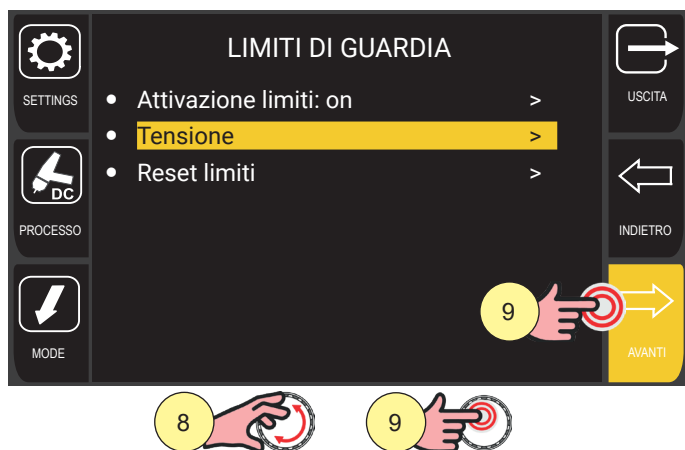 LIMITI DI GUARDIA
SETTINGS
• Attivazione limiti: on >
USCITA
• Tensione >
• Reset limiti >
DC
PROCESSO
INDIETRO
9
MODE
AVANTI
8
9